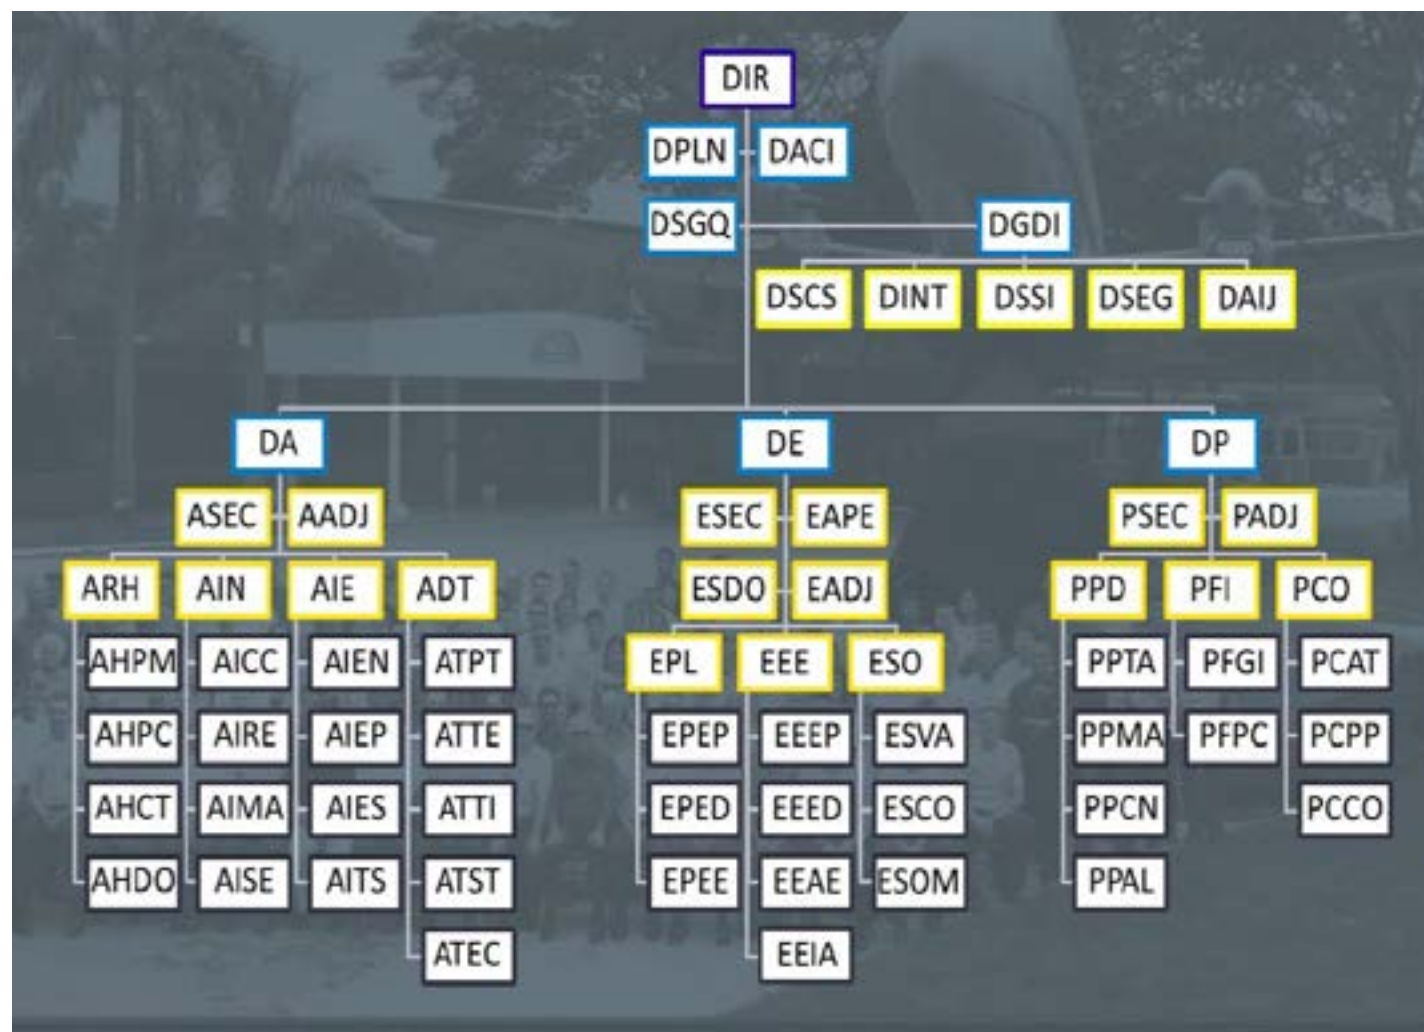 DIR
DPLN DACI
DSGQ DGDI
DSCS DINT DSSI DSEG DAIJ
DA DE DP
ASEC AADJ ESEC EAPE PSEC PADJ
ARH AIN AIE ADT ESDO EADJ PPD PFI PCO
AHPM AICC AIEN ATPT EPL EEE ESO PPTA PFGI PCAT
AHPC AIRE AIEP ATTE EPEP EEEP ESVA PPMA PFPC PCPP
AHCT AIMA AIES ATTI EPED EEED ESCO PPCN PCCO
AHDO AISE AITS ATST EPEE EEAE ESOM PPAL
ATEC EEIA